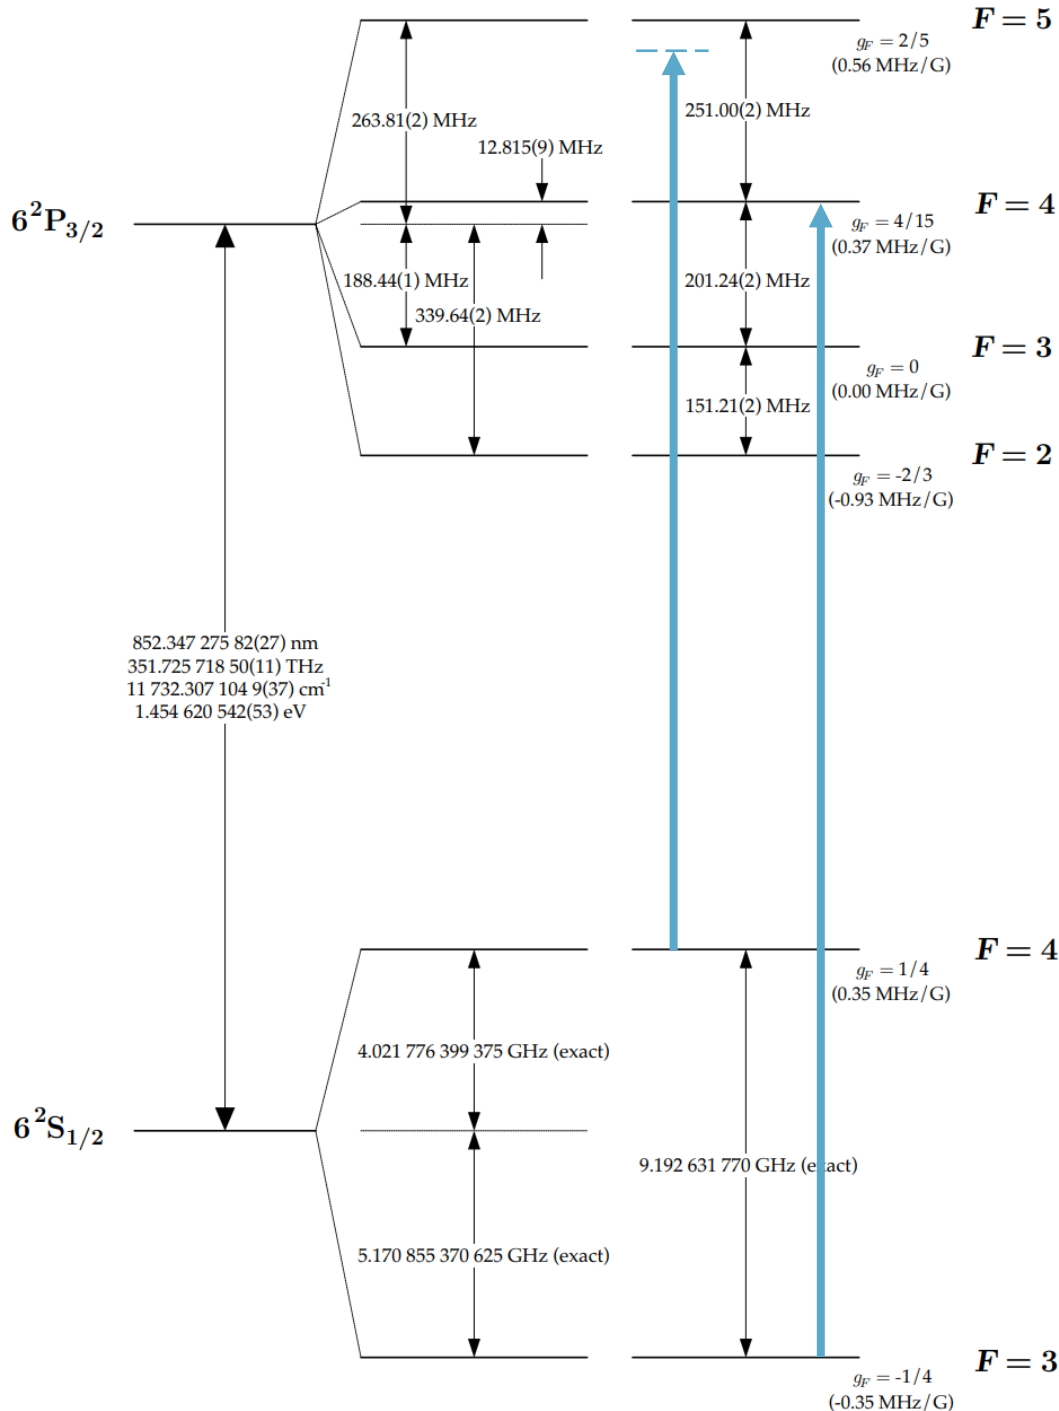 F = 5
g_F = 2/5
(0.56 MHz/G)
263.81(2) MHz
251.00(2) MHz
12.815(9) MHz
6²P₃/₂
F = 4
g_F = 4/15
(0.37 MHz/G)
188.44(1) MHz
201.24(2) MHz
339.64(2) MHz
F = 3
g_F = 0
(0.00 MHz/G)
151.21(2) MHz
F = 2
g_F = -2/3
(-0.93 MHz/G)
852.347 275 82(27) nm
351.725 718 50(11) THz
11 732.307 104 9(37) cm⁻¹
1.454 620 542(53) eV
F = 4
g_F = 1/4
(0.35 MHz/G)
4.021 776 399 375 GHz (exact)
6²S₁/₂
9.192 631 770 GHz (exact)
5.170 855 370 625 GHz (exact)
F = 3
g_F = -1/4
(-0.35 MHz/G)